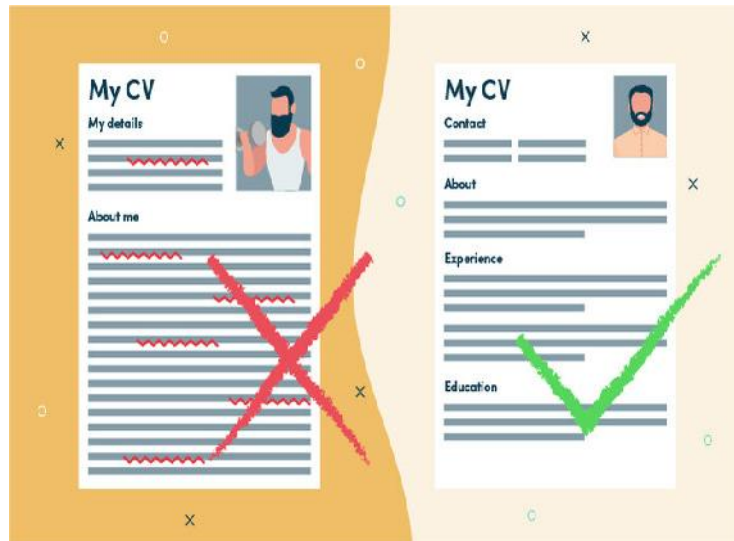 My CV
My details
About me
My CV
Contact
About
Experience
Education